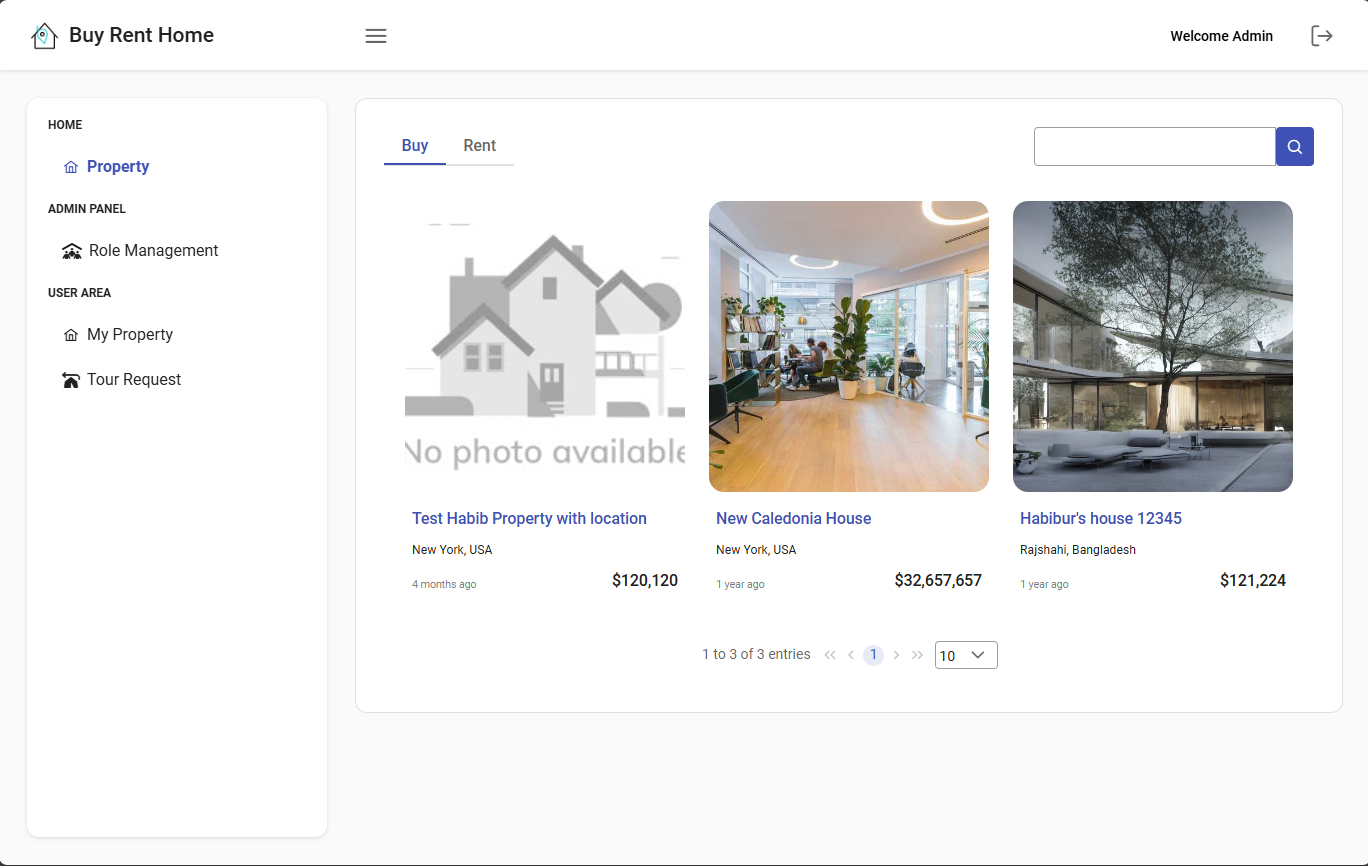 Buy Rent Home
Welcome Admin
HOME
Property
ADMIN PANEL
Role Management
USER AREA
My Property
Tour Request
Buy
Rent
No photo available
Test Habib Property with location
New York, USA
4 months ago
$120,120
New Caledonia House
New York, USA
1 year ago
$32,657,657
Habibur's house 12345
Rajshahi, Bangladesh
1 year ago
$121,224
1 to 3 of 3 entries
1
10